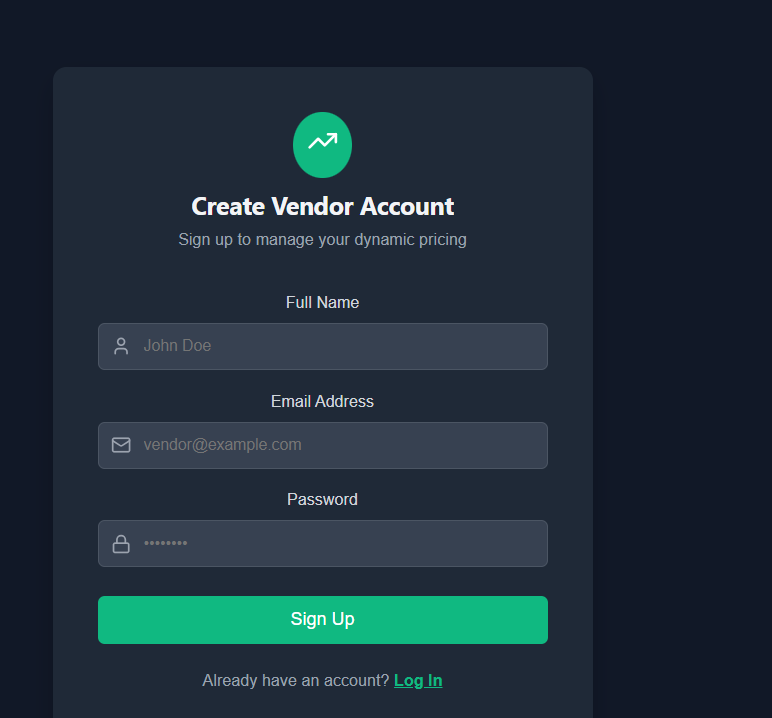 Create Vendor Account
Sign up to manage your dynamic pricing
Full Name
John Doe
Email Address
vendor@example.com
Password
••••••••
Sign Up
Already have an account? Log In